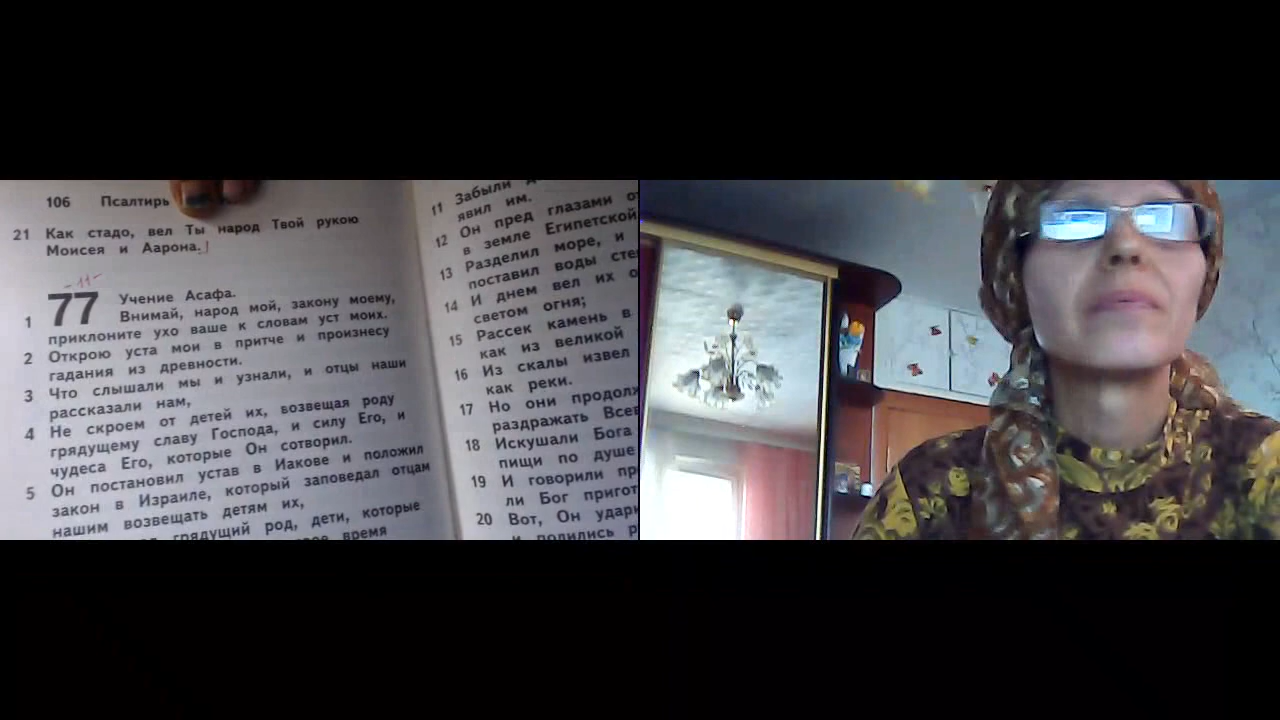 106 Псалтирь
21 Как стадо, вел Ты народ Твой рукою
Моисея и Аарона.
-11-
77 Учение Асафа.
1 Внимай, народ мой, закону моему,
приклоните ухо ваше к словам уст моих.
2 Открою уста мои в притче и произнесу
гадания из древности.
3 Что слышали мы и узнали, и отцы наши
рассказали нам,
4 Не скроем от детей их, возвещая роду
грядущему славу Господа, и силу Его, и
чудеса Его, которые Он сотворил.
5 Он постановил устав в Иакове и положил
закон в Израиле, который заповедал отцам
нашим возвещать детям их,
грядущий род, дети, которые
время
11 Забыли
явил им.
12 Он пред глазами
в земле Египетской
13 Разделил море, и
поставил воды
14 И днем вел их
светом огня;
15 Рассек камень в
как из великой
16 Из скалы извел
как реки.
17 Но они
раздражать
18 Искушали Бога
пищи по душе
19 И говорили
ли Бог
20 Вот, Он
и полились